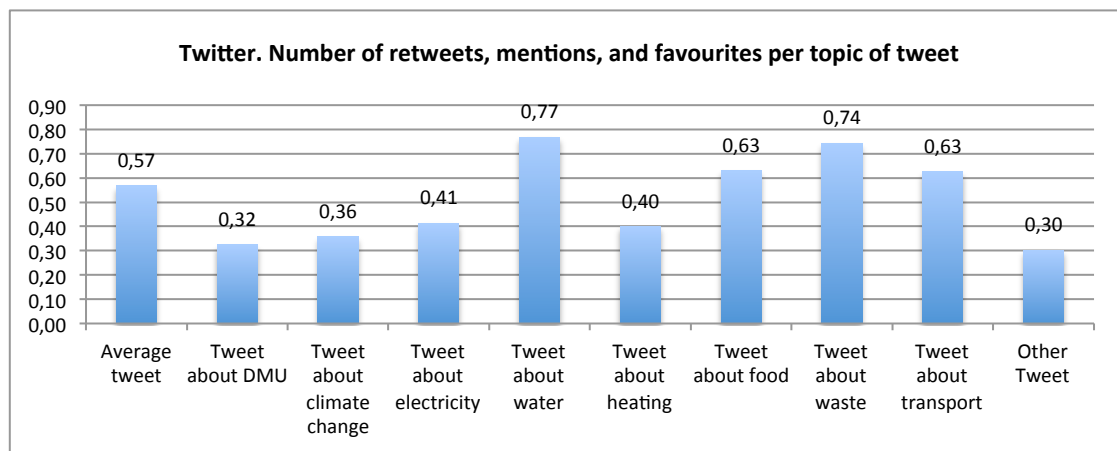 Twitter. Number of retweets, mentions, and favourites per topic of tweet
0,90
0,80
0,70
0,60
0,50
0,40
0,30
0,20
0,10
0,00
0,57
0,32
0,36
0,41
0,77
0,40
0,63
0,74
0,63
0,30
Average
tweet
Tweet
about DMU
Tweet
about
climate
change
Tweet
about
electricity
Tweet
about
water
Tweet
about
heating
Tweet
about food
Tweet
about
waste
Tweet
about
transport
Other
Tweet